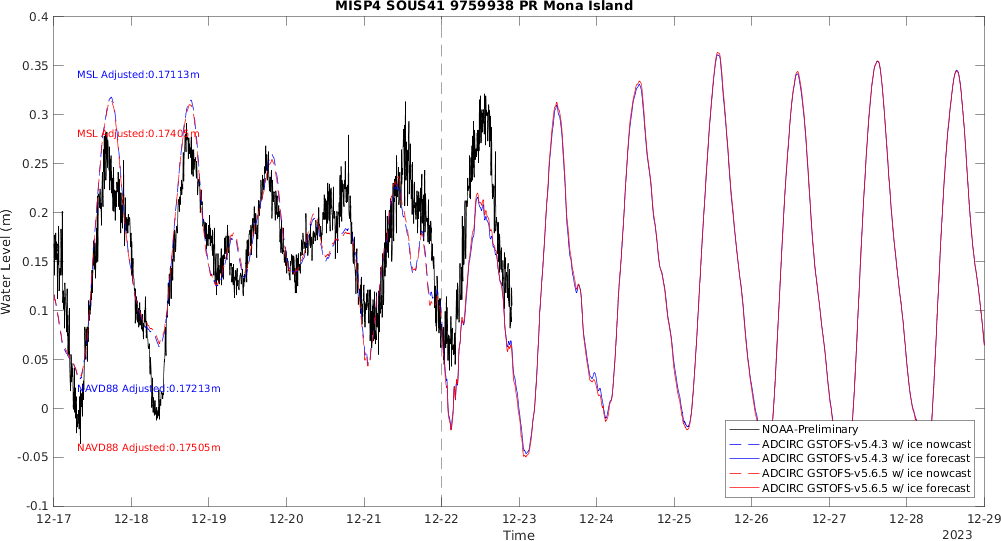 MISP4 SOUS41 9759938 PR Mona Island
0.4
0.35
0.3
0.25
0.2
0.15
0.1
0.05
0
-0.05
-0.1
Water Level (m)
MSL Adjusted:0.17113m
MSL Adjusted:0.17405m
NAVD88 Adjusted:0.17213m
NAVD88 Adjusted:0.17505m
NOAA-Preliminary
ADCIRC GSTOFS-v5.4.3 w/ ice nowcast
ADCIRC GSTOFS-v5.4.3 w/ ice forecast
ADCIRC GSTOFS-v5.6.5 w/ ice nowcast
ADCIRC GSTOFS-v5.6.5 w/ ice forecast
12-17 12-18 12-19 12-20 12-21 12-22 12-23 12-24 12-25 12-26 12-27 12-28 12-29
Time
2023